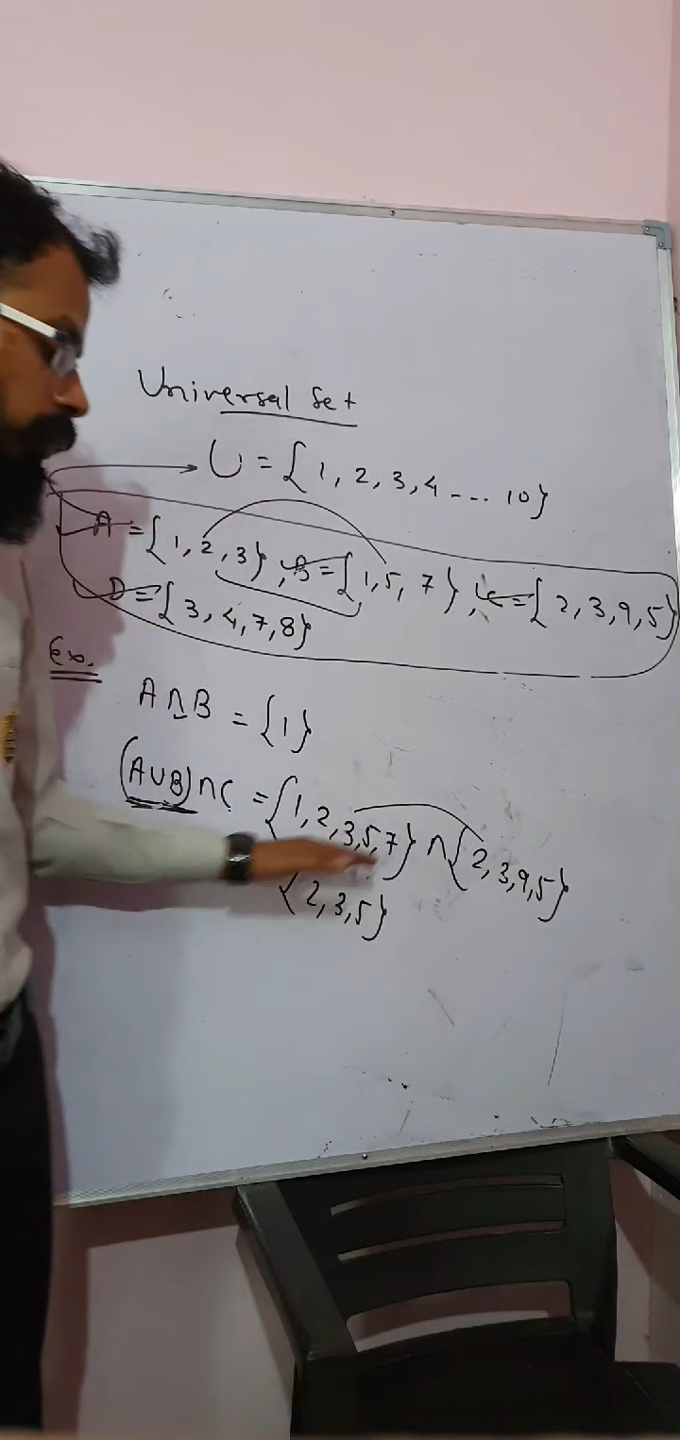 Universal Set
U = {1, 2, 3, 4 --- 10}
A = {1, 2, 3}, B = {1, 5, 7}, C = {2, 3, 9, 5}
D = {3, 4, 7, 8}
Ex.
A∩B = {1}
(A∪B)∩C = {1, 2, 3, 5, 7} ∩ {2, 3, 9, 5}
{2, 3, 5}